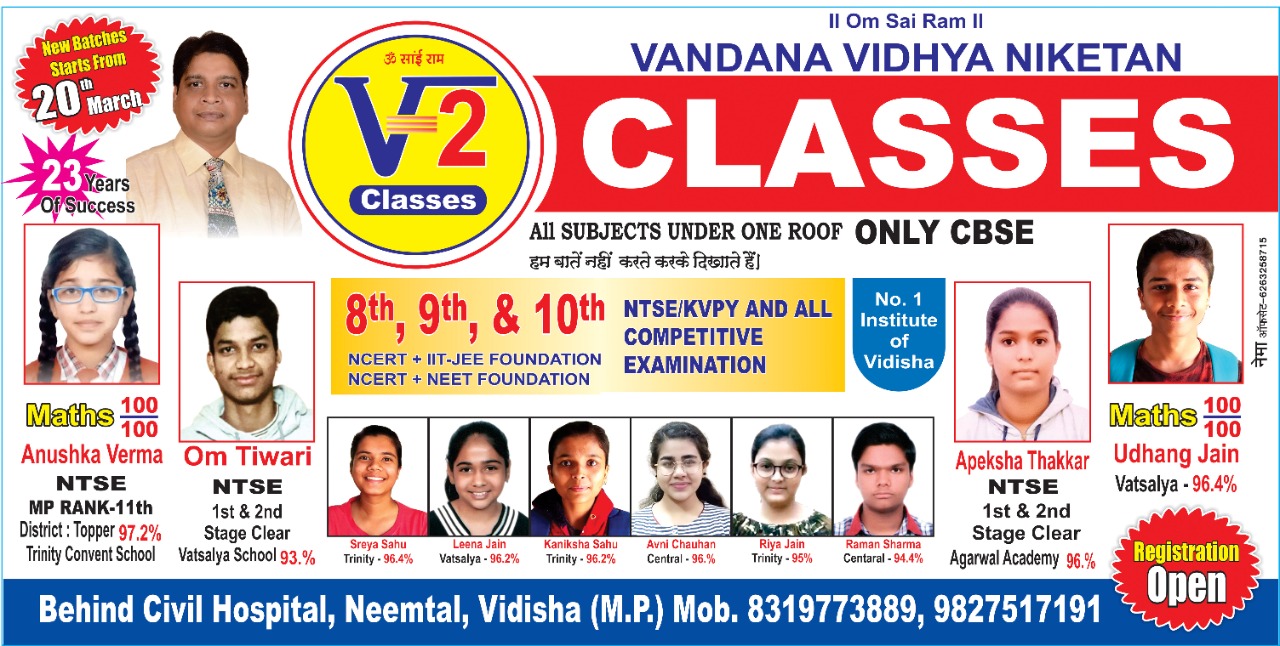 New Batches
Starts From
20th March
23 Years
Of Success
ॐ सांई राम
V2
Classes
II Om Sai Ram II
VANDANA VIDHYA NIKETAN
CLASSES
All SUBJECTS UNDER ONE ROOF ONLY CBSE
हम बातें नहीं करते करके दिखाते हैं|
8th, 9th, & 10th
NCERT + IIT-JEE FOUNDATION
NCERT + NEET FOUNDATION
NTSE/KVPY AND ALL
COMPETITIVE
EXAMINATION
No. 1
Institute
of
Vidisha
नेमा ऑफसेट-6263258715
Maths 100
100
Anushka Verma
NTSE
MP RANK-11th
District : Topper 97.2%
Trinity Convent School
Om Tiwari
NTSE
1st & 2nd
Stage Clear
Vatsalya School 93.%
Sreya Sahu
Trinity - 96.4%
Leena Jain
Vatsalya - 96.2%
Kaniksha Sahu
Trinity - 96.2%
Avni Chauhan
Central - 96.%
Riya Jain
Trinity - 95%
Raman Sharma
Centaral - 94.4%
Apeksha Thakkar
NTSE
1st & 2nd
Stage Clear
Agarwal Academy 96.%
Maths 100
100
Udhang Jain
Vatsalya - 96.4%
Registration
Open
Behind Civil Hospital, Neemtal, Vidisha (M.P.) Mob. 8319773889, 9827517191